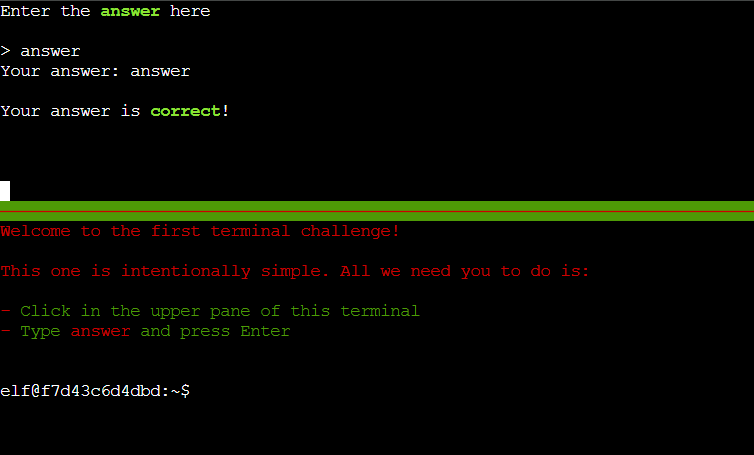 Enter the answer here
> answer
Your answer: answer
Your answer is correct!
Welcome to the first terminal challenge!
This one is intentionally simple. All we need you to do is:
- Click in the upper pane of this terminal
- Type answer and press Enter
elf@f7d43c6d4dbd:~$